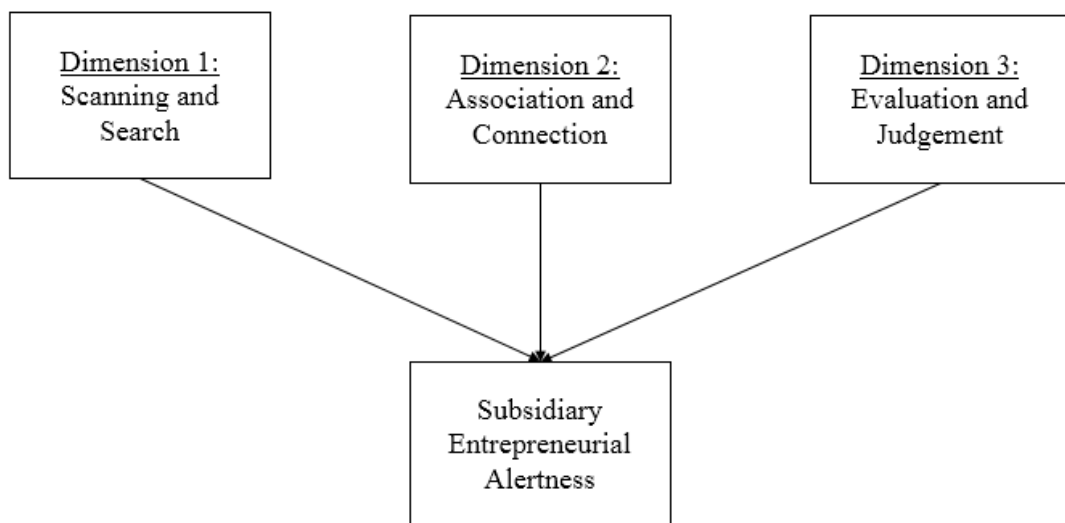 Dimension 1:
Scanning and
Search
Dimension 2:
Association and
Connection
Dimension 3:
Evaluation and
Judgement
Subsidiary
Entrepreneurial
Alertness